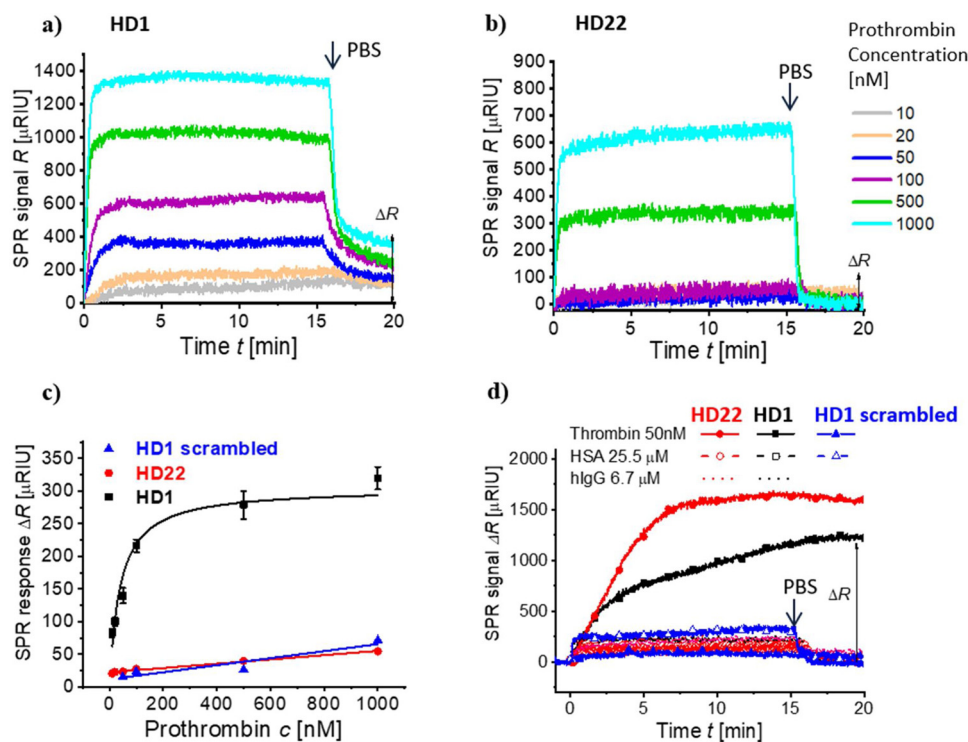 a) HD1
PBS
1400
1200
1000
800
600
400
200
0
SPR signal R [µRIU]
ΔR
0 5 10 15 20
Time t [min]
b) HD22
PBS
900
800
700
600
500
400
300
200
100
0
SPR signal R [µRIU]
ΔR
0 5 10 15 20
Time t [min]
Prothrombin
Concentration
[nM]
10
20
50
100
500
1000
c)
HD1 scrambled
HD22
HD1
350
300
250
200
150
100
50
0
SPR response ΔR [µRIU]
0 200 400 600 800 1000
Prothrombin c [nM]
d) HD22 HD1 HD1 scrambled
Thrombin 50nM
HSA 25.5 µM
hIgG 6.7 µM
2000
1500
1000
500
0
SPR signal ΔR [µRIU]
PBS
ΔR
0 5 10 15 20
Time t [min]